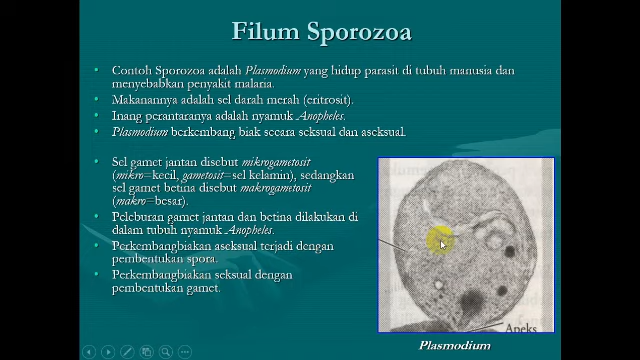 Filum Sporozoa
• Contoh Sporozoa adalah Plasmodium yang hidup parasit di tubuh manusia dan
menyebabkan penyakit malaria.
• Makanannya adalah sel darah merah (eritrosit).
• Inang perantaranya adalah nyamuk Anopheles.
• Plasmodium berkembang biak secara seksual dan aseksual.
• Sel gamet jantan disebut mikrogametosit
(mikro=kecil, gametosit=sel kelamin), sedangkan
sel gamet betina disebut makrogametosit
(makro=besar).
• Peleburan gamet jantan dan betina dilakukan di
dalam tubuh nyamuk Anopheles.
• Perkembangbiakan aseksual terjadi dengan
pembentukan spora.
• Perkembangbiakan seksual dengan
pembentukan gamet.
Apeks
Plasmodium